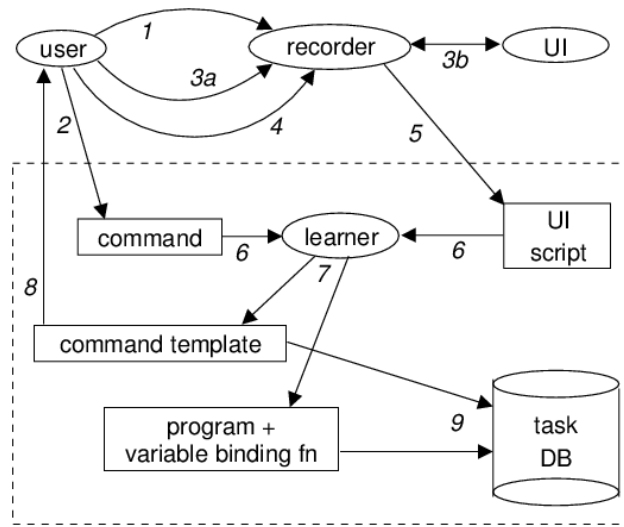 1
user
recorder
UI
3a
3b
2
4
5
command
6
learner
6
UI
script
7
8
command template
9
program +
variable binding fn
task
DB